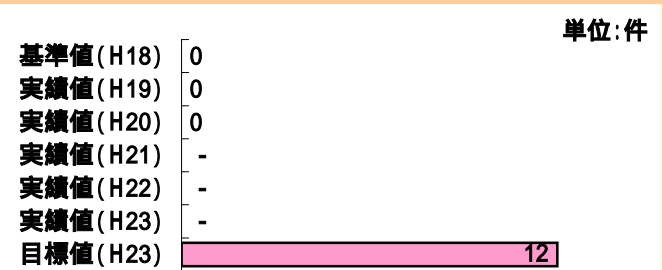 単位:件
基準値(H18) 0
実績値(H19) 0
実績値(H20) 0
実績値(H21) -
実績値(H22) -
実績値(H23) -
目標値(H23) 12